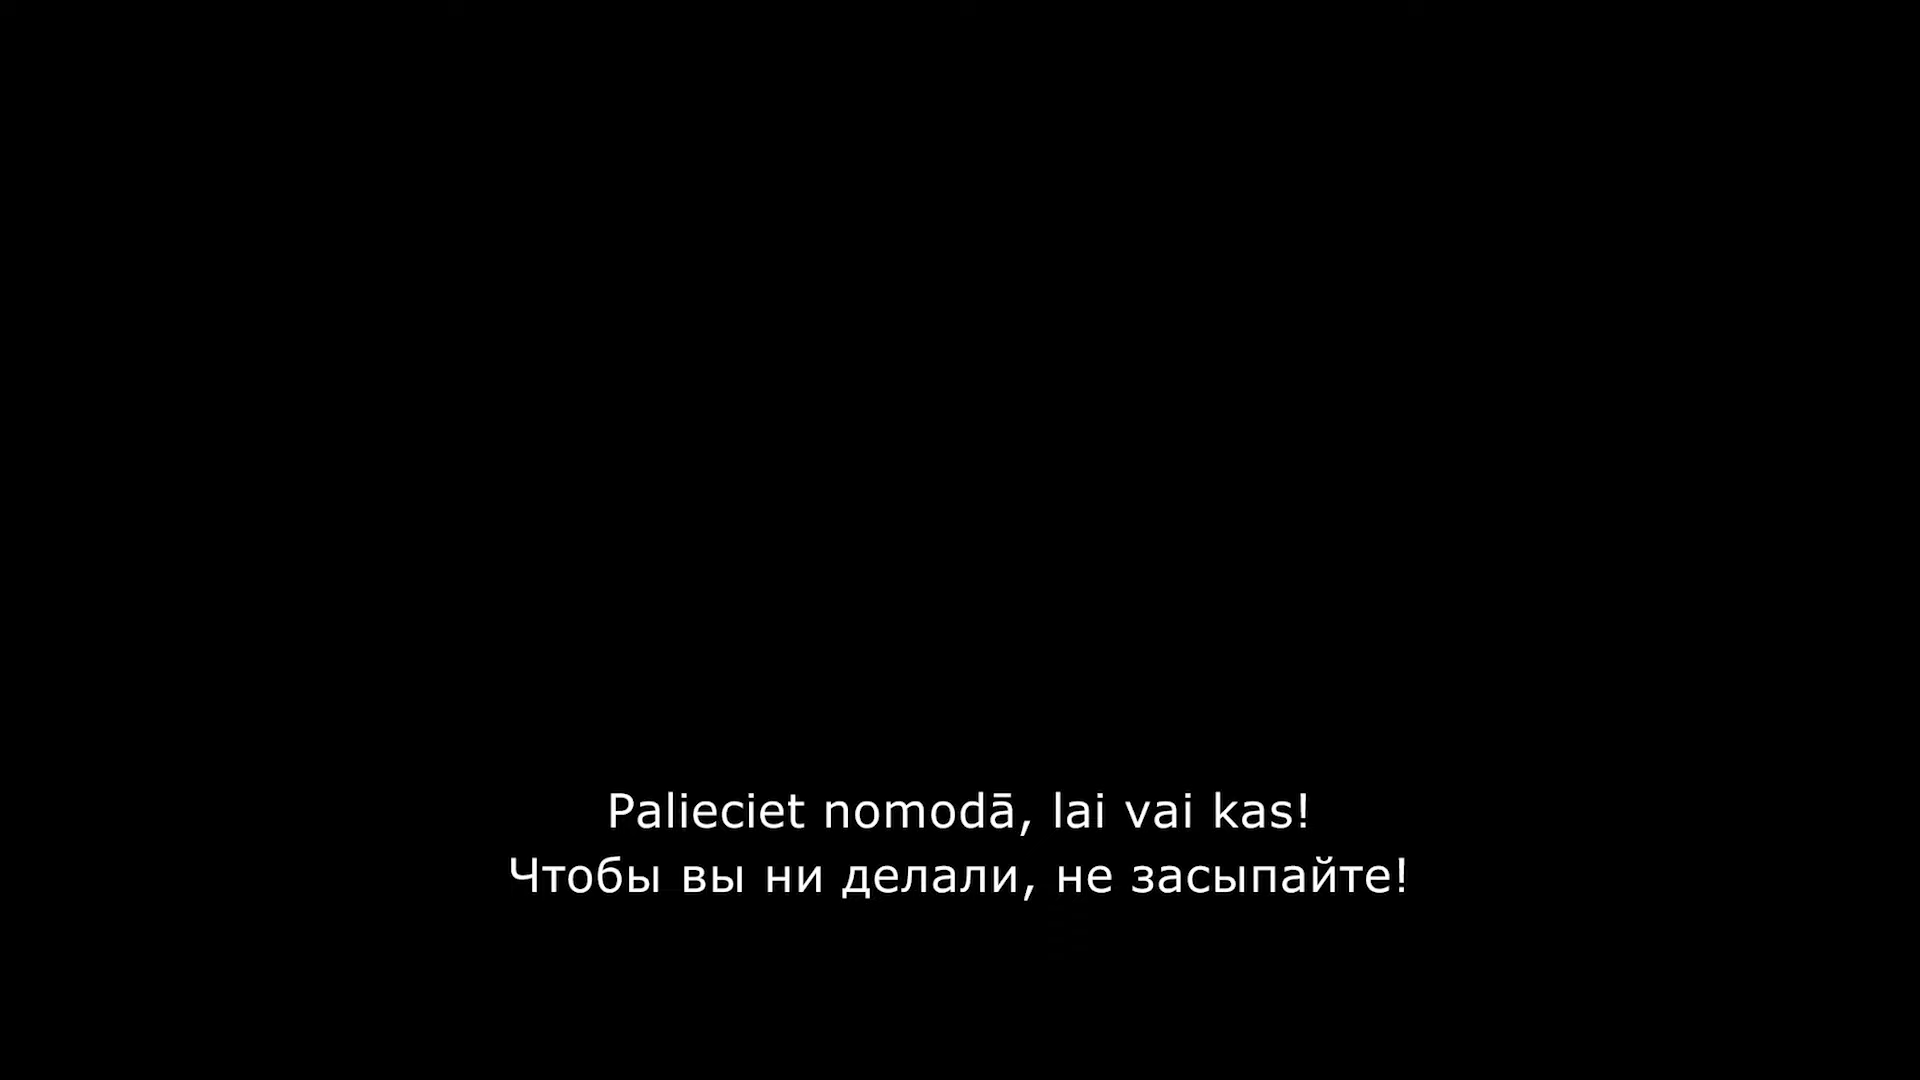 Palieciet nomodā, lai vai kas!
Чтобы вы ни делали, не засыпайте!